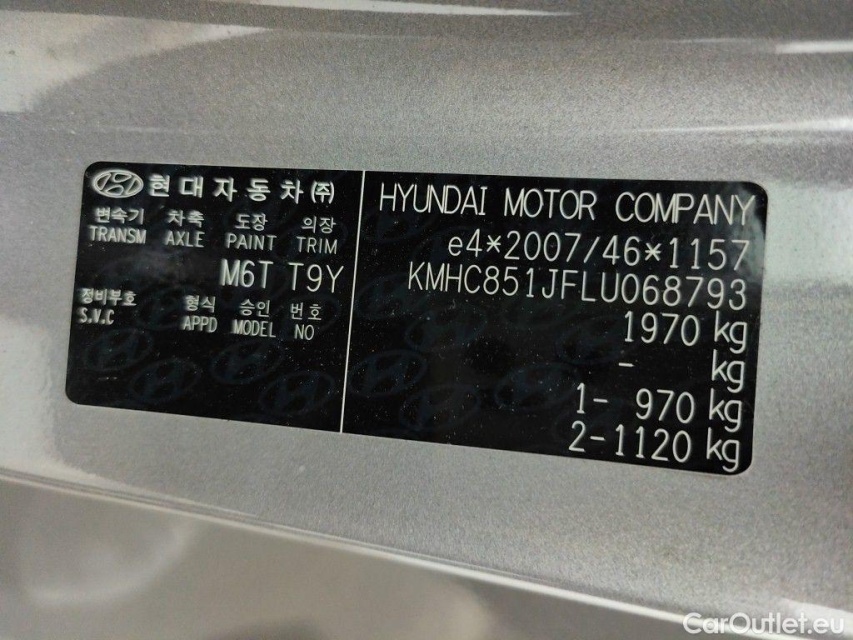 현대자동차㈜
변속기 차축 도장 의장
TRANSM AXLE PAINT TRIM
M6T T9Y
정비부호 형식 승인 번호
S.V.C APPD MODEL NO
HYUNDAI MOTOR COMPANY
e4*2007/46*1157
KMHC851JFLU068793
1970 kg
- kg
1- 970 kg
2-1120 kg
CarOutlet.eu